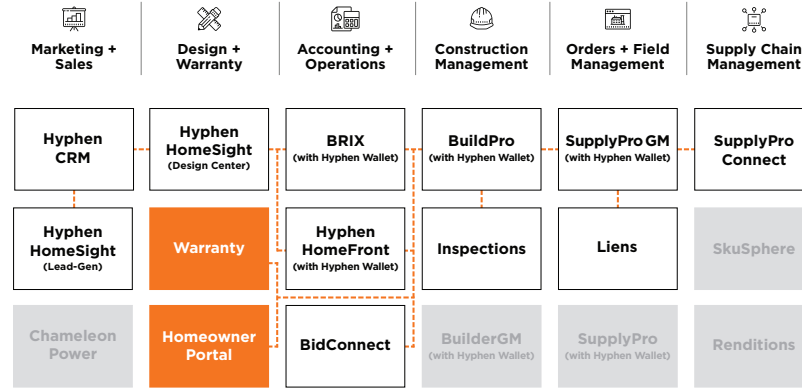 Marketing +
Sales
Design +
Warranty
Accounting +
Operations
Construction
Management
Orders + Field
Management
Supply Chain
Management
Hyphen
CRM
Hyphen
HomeSight
(Design Center)
BRIX
(with Hyphen Wallet)
BuildPro
(with Hyphen Wallet)
SupplyPro GM
(with Hyphen Wallet)
SupplyPro
Connect
Hyphen
HomeSight
(Lead-Gen)
Warranty
Hyphen
HomeFront
(with Hyphen Wallet)
Inspections
Liens
SkuSphere
Chameleon
Power
Homeowner
Portal
BidConnect
BuilderGM
(with Hyphen Wallet)
SupplyPro
(with Hyphen Wallet)
Renditions